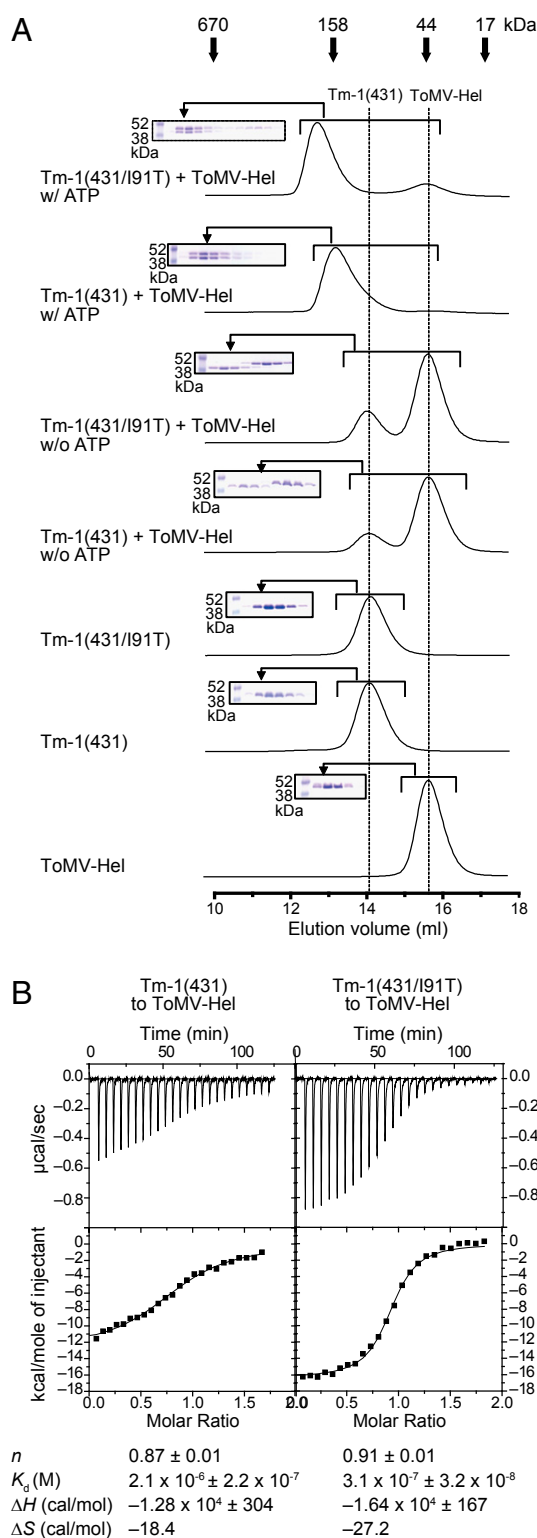 A
670 158 44 17 kDa
Tm-1(431) ToMV-Hel
52
38
kDa
Tm-1(431/I91T) + ToMV-Hel
w/ ATP
52
38
kDa
Tm-1(431) + ToMV-Hel
w/ ATP
52
38
kDa
Tm-1(431/I91T) + ToMV-Hel
w/o ATP
52
38
kDa
Tm-1(431) + ToMV-Hel
w/o ATP
52
38
kDa
Tm-1(431/I91T)
52
38
kDa
Tm-1(431)
52
38
kDa
ToMV-Hel
10 12 14 16 18
Elution volume (ml)
B
Tm-1(431) Tm-1(431/I91T)
to ToMV-Hel to ToMV-Hel
Time (min) Time (min)
0 50 100 0 50 100
0.0 0.0
−0.2 −0.2
−0.4 −0.4
−0.6 −0.6
−0.8 −0.8
µcal/sec
0 0
−2 −2
−4 −4
−6 −6
−8 −8
−10 −10
−12 −12
−14 −14
−16 −16
−18 −18
kcal/mole of injectant
0.0 0.5 1.0 1.5 2.0 0.0 0.5 1.0 1.5 2.0
Molar Ratio Molar Ratio
n 0.87 ± 0.01 0.91 ± 0.01
Kd (M) 2.1 x 10⁻⁶ ± 2.2 x 10⁻⁷ 3.1 x 10⁻⁷ ± 3.2 x 10⁻⁸
ΔH (cal/mol) −1.28 x 10⁴ ± 304 −1.64 x 10⁴ ± 167
ΔS (cal/mol) −18.4 −27.2